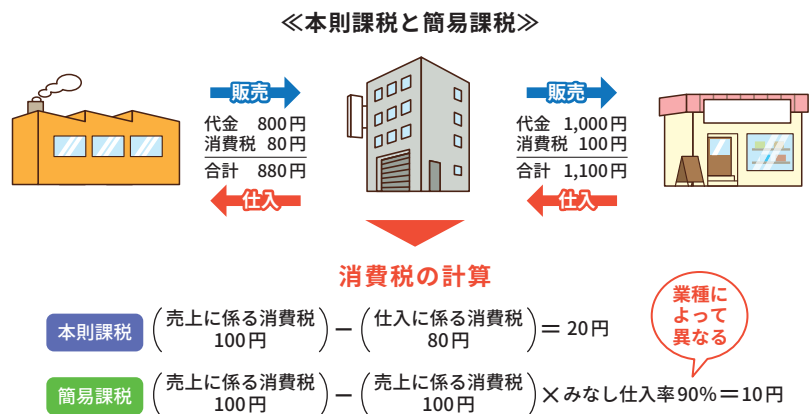 ≪本則課税と簡易課税≫
販売
代金 800円
消費税 80円
合計 880円
仕入
販売
代金 1,000円
消費税 100円
合計 1,100円
仕入
消費税の計算
業種に
よって
異なる
本則課税 (売上に係る消費税 100円) − (仕入に係る消費税 80円) = 20円
簡易課税 (売上に係る消費税 100円) − (売上に係る消費税 100円) × みなし仕入率90%=10円